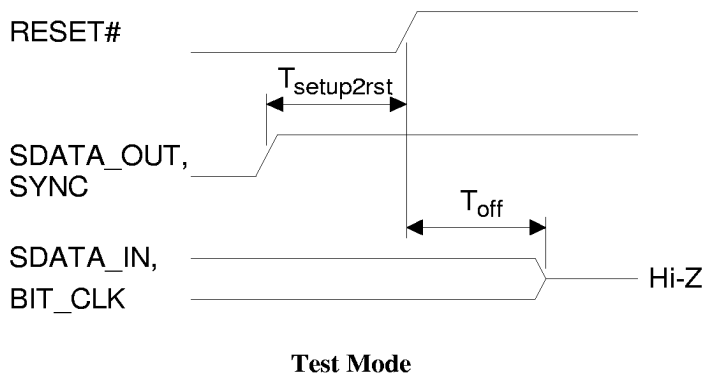 RESET#
Tsetup2rst
SDATA_OUT,
SYNC
Toff
SDATA_IN,
BIT_CLK
Hi-Z
Test Mode